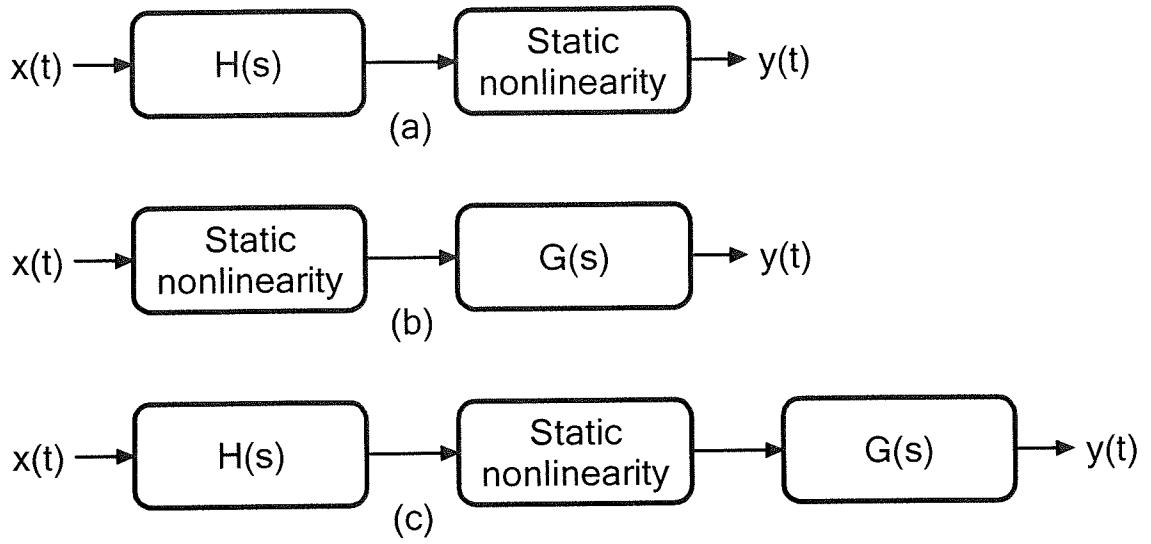 x(t) H(s) Static nonlinearity y(t)
(a)
x(t) Static nonlinearity G(s) y(t)
(b)
x(t) H(s) Static nonlinearity G(s) y(t)
(c)